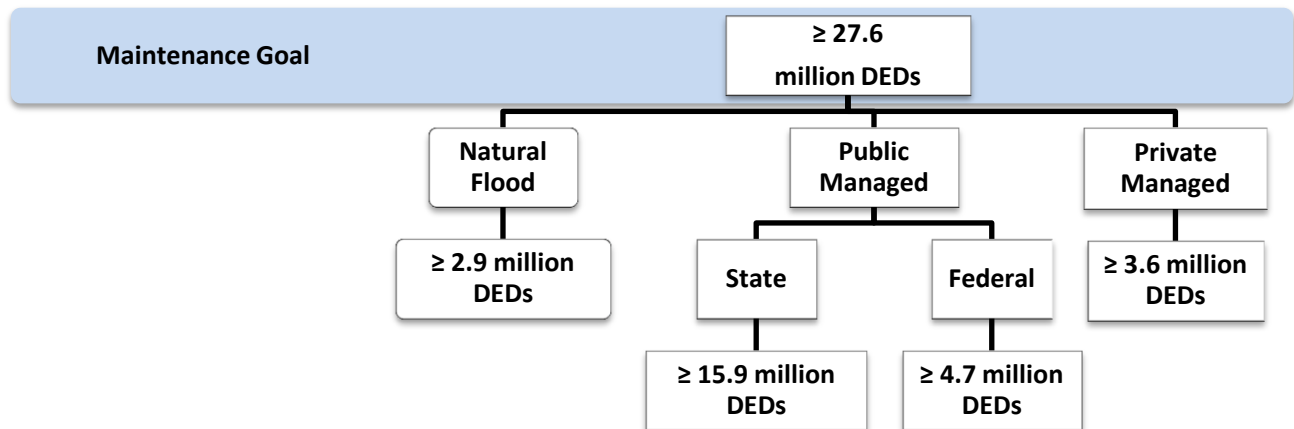 Maintenance Goal
≥ 27.6
million DEDs
Natural
Flood
Public
Managed
Private
Managed
≥ 2.9 million
DEDs
State
Federal
≥ 3.6 million
DEDs
≥ 15.9 million
DEDs
≥ 4.7 million
DEDs